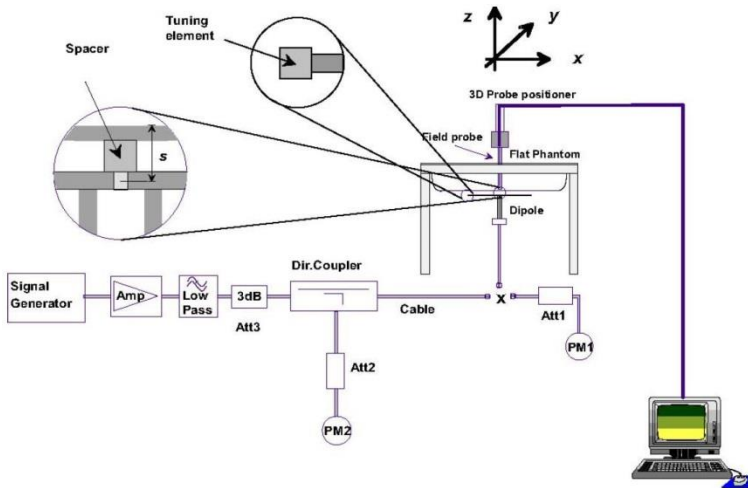 Tuning
element
Spacer
s
z
y
x
3D Probe positioner
Field probe
Flat Phantom
Dipole
Signal
Generator
Amp
Low
Pass
3dB
Att3
Dir.Coupler
Cable
x
Att1
PM1
Att2
PM2